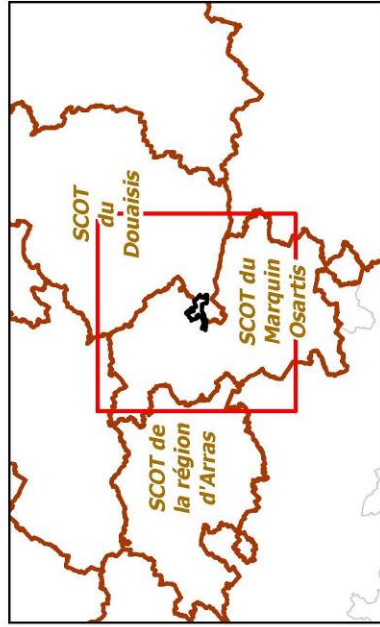 SCOT
du
Douaisis
SCOT de
la région
d'Arras
SCOT du
Marquin
Osartis